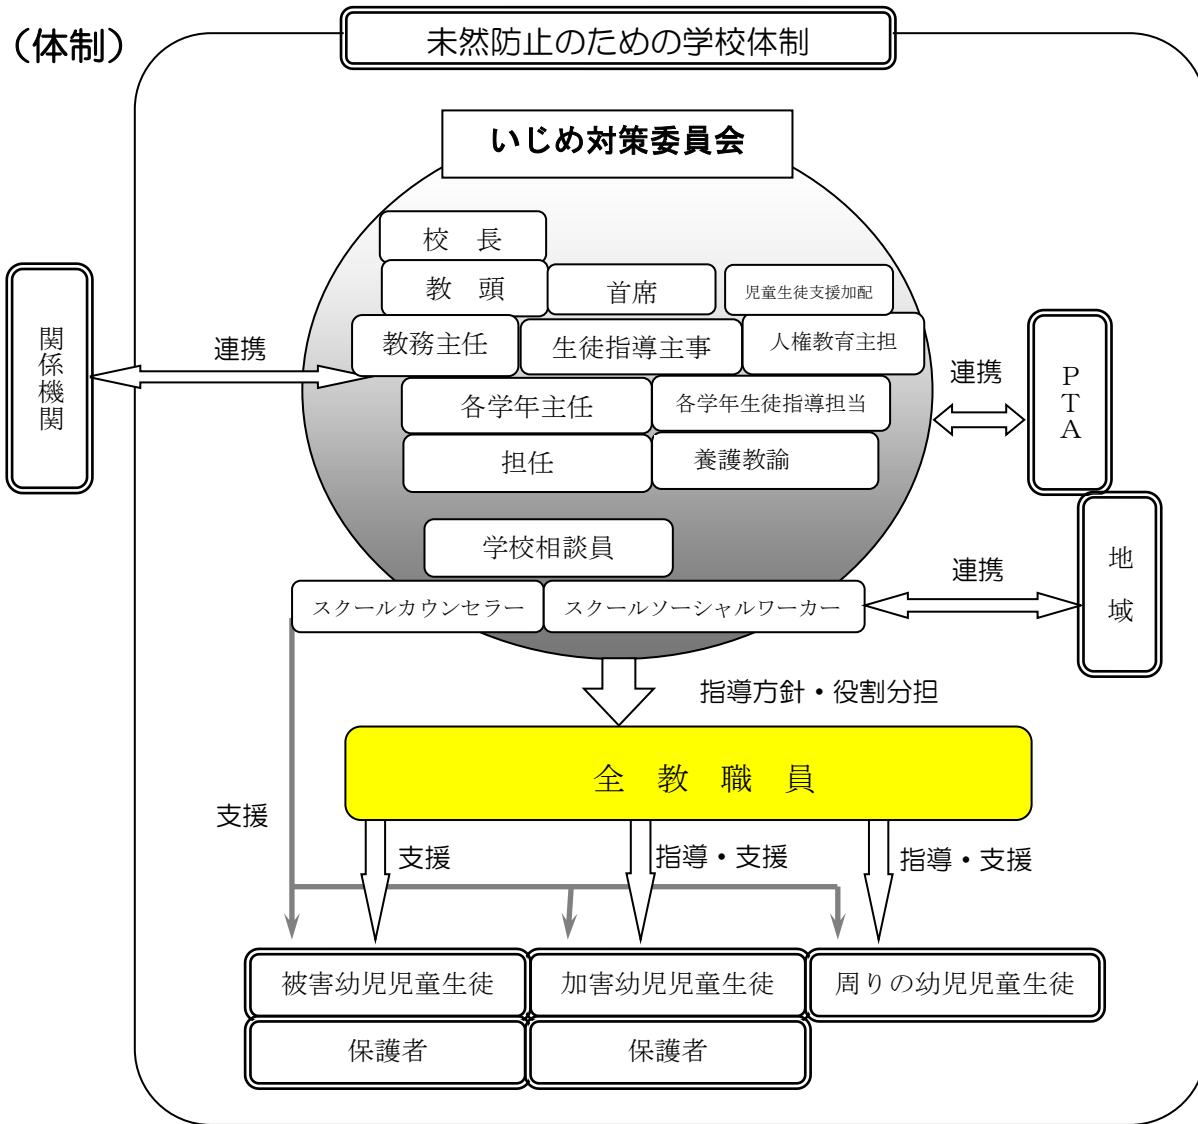 （体制）
未然防止のための学校体制
いじめ対策委員会
校　長
教　頭
首席
児童生徒支援加配
教務主任
生徒指導主事
人権教育主担
各学年主任
各学年生徒指導担当
担任
養護教諭
学校相談員
スクールカウンセラー
スクールソーシャルワーカー
関係機関
連携
連携
PTA
連携
地域
指導方針・役割分担
全　教　職　員
支援
支援
指導・支援
指導・支援
被害幼児児童生徒
加害幼児児童生徒
周りの幼児児童生徒
保護者
保護者